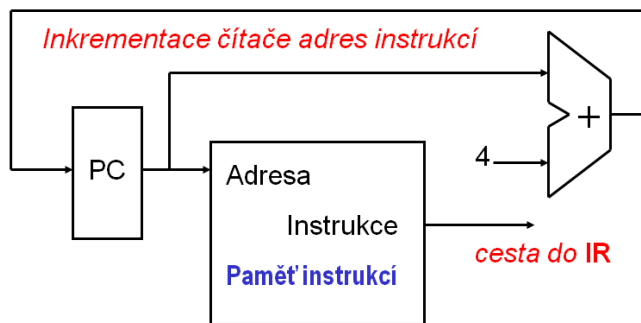 Inkrementace čítače adres instrukcí
PC
4
+
Adresa
Instrukce
Paměť instrukcí
cesta do IR